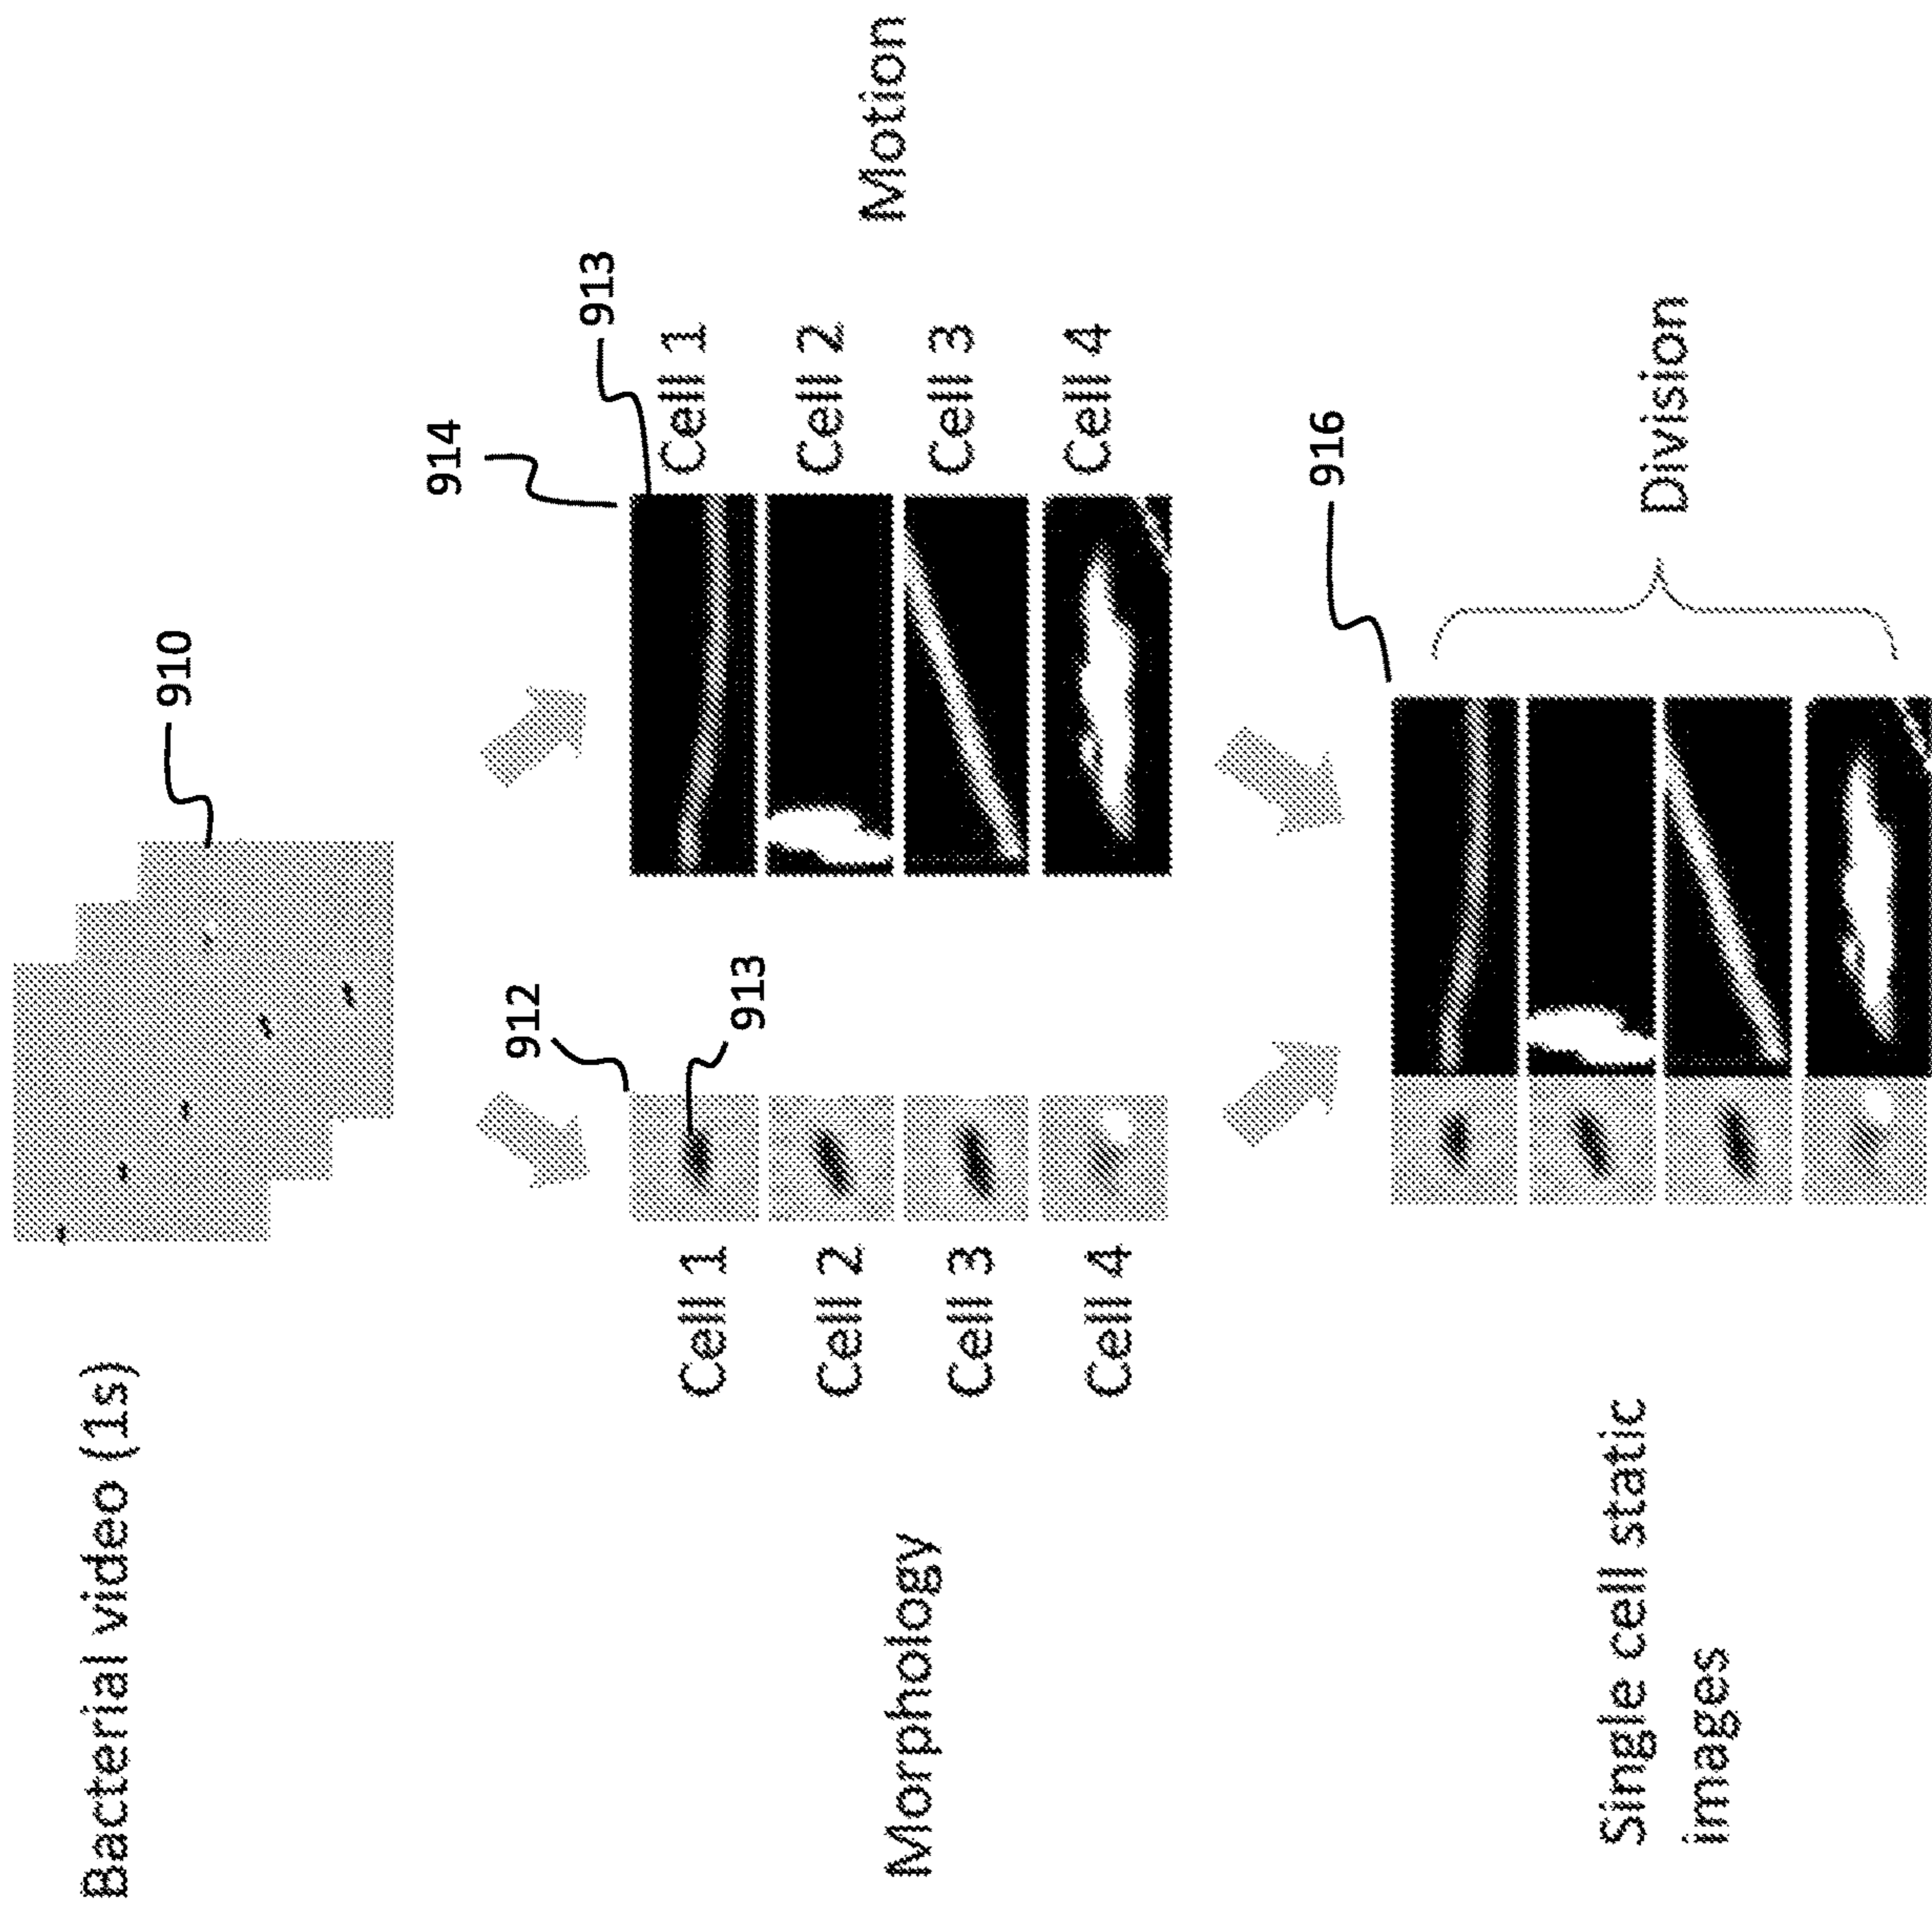 Bacterial video (1s)
910
912
914
913
913
Morphology
Cell 1
Cell 2
Cell 3
Cell 4
Cell 1
Cell 2
Cell 3
Cell 4
Motion
916
Single cell static
images
Division